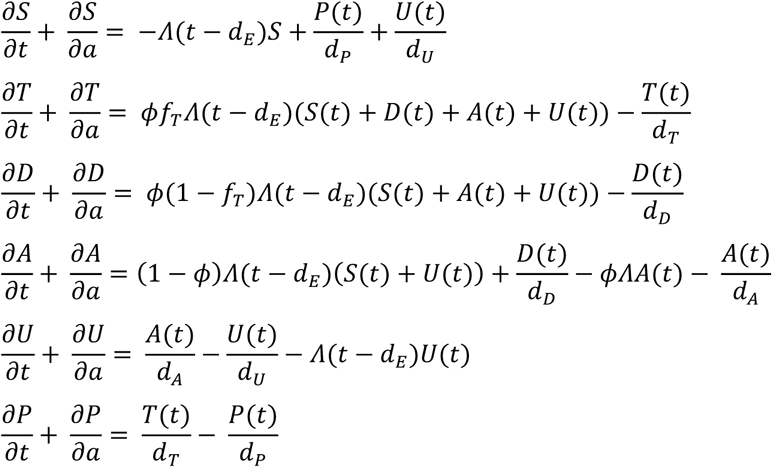 ∂S/∂t + ∂S/∂a = −Λ(t − d_E)S + P(t)/d_P + U(t)/d_U
∂T/∂t + ∂T/∂a = ϕf_TΛ(t − d_E)(S(t) + D(t) + A(t) + U(t)) − T(t)/d_T
∂D/∂t + ∂D/∂a = ϕ(1 − f_T)Λ(t − d_E)(S(t) + A(t) + U(t)) − D(t)/d_D
∂A/∂t + ∂A/∂a = (1 − ϕ)Λ(t − d_E)(S(t) + U(t)) + D(t)/d_D − ϕΛA(t) − A(t)/d_A
∂U/∂t + ∂U/∂a = A(t)/d_A − U(t)/d_U − Λ(t − d_E)U(t)
∂P/∂t + ∂P/∂a = T(t)/d_T − P(t)/d_P